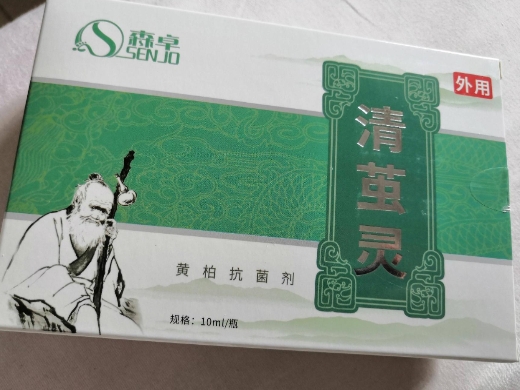 森卓
SENJO
外用
清茧灵
黄柏抗菌剂
规格：10ml/瓶